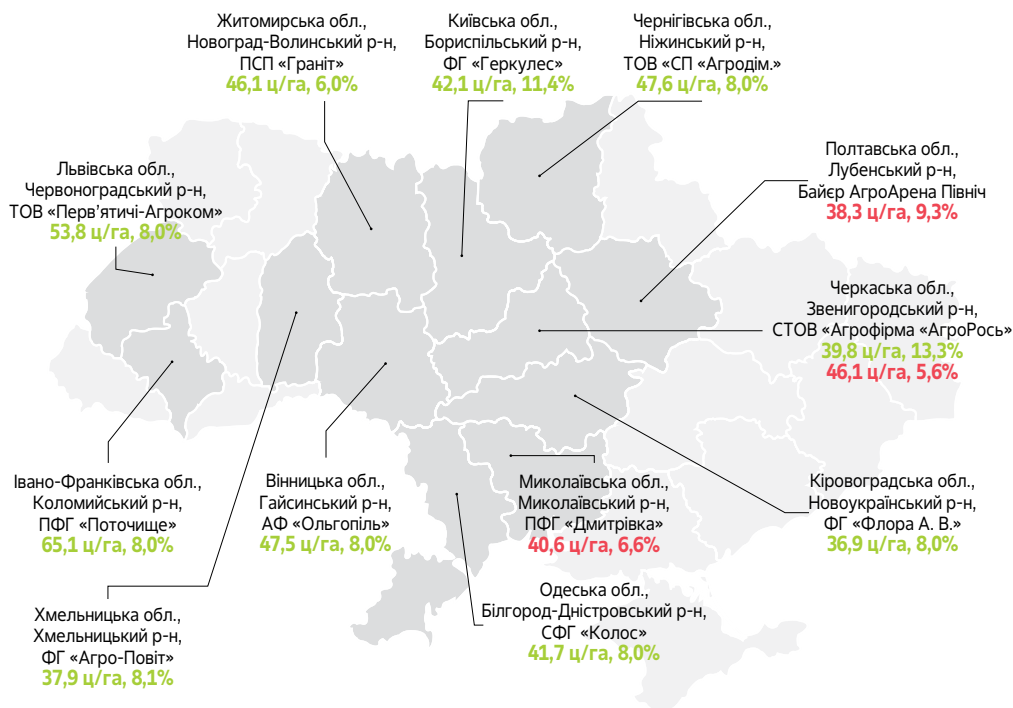 Житомирська обл.,
Новоград-Волинський р-н,
ПСП «Граніт»
46,1 ц/га, 6,0%
Київська обл.,
Бориспільський р-н,
ФГ «Геркулес»
42,1 ц/га, 11,4%
Чернігівська обл.,
Ніжинський р-н,
ТОВ «СП «Агродім.»
47,6 ц/га, 8,0%
Львівська обл.,
Червоноградський р-н,
ТОВ «Перв’ятичі-Агроком»
53,8 ц/га, 8,0%
Полтавська обл.,
Лубенський р-н,
Байєр АгроАрена Північ
38,3 ц/га, 9,3%
Черкаська обл.,
Звенигородський р-н,
СТОВ «Агрофірма «АгроРось»
39,8 ц/га, 13,3%
46,1 ц/га, 5,6%
Івано-Франківська обл.,
Коломийський р-н,
ПФГ «Поточище»
65,1 ц/га, 8,0%
Вінницька обл.,
Гайсинський р-н,
АФ «Ольгопіль»
47,5 ц/га, 8,0%
Миколаївська обл.,
Миколаївський р-н,
ПФГ «Дмитрівка»
40,6 ц/га, 6,6%
Кіровоградська обл.,
Новоукраїнський р-н,
ФГ «Флора А. В.»
36,9 ц/га, 8,0%
Хмельницька обл.,
Хмельницький р-н,
ФГ «Агро-Повіт»
37,9 ц/га, 8,1%
Одеська обл.,
Білгород-Дністровський р-н,
СФГ «Колос»
41,7 ц/га, 8,0%